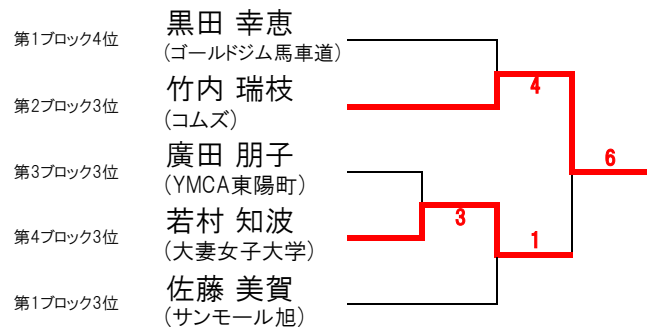 第1ブロック4位
黒田 幸恵
(ゴールドジム馬車道)
第2ブロック3位
竹内 瑞枝
(コムズ)
第3ブロック3位
廣田 朋子
(YMCA東陽町)
第4ブロック3位
若村 知波
(大妻女子大学)
第1ブロック3位
佐藤 美賀
(サンモール旭)
4
6
3
1